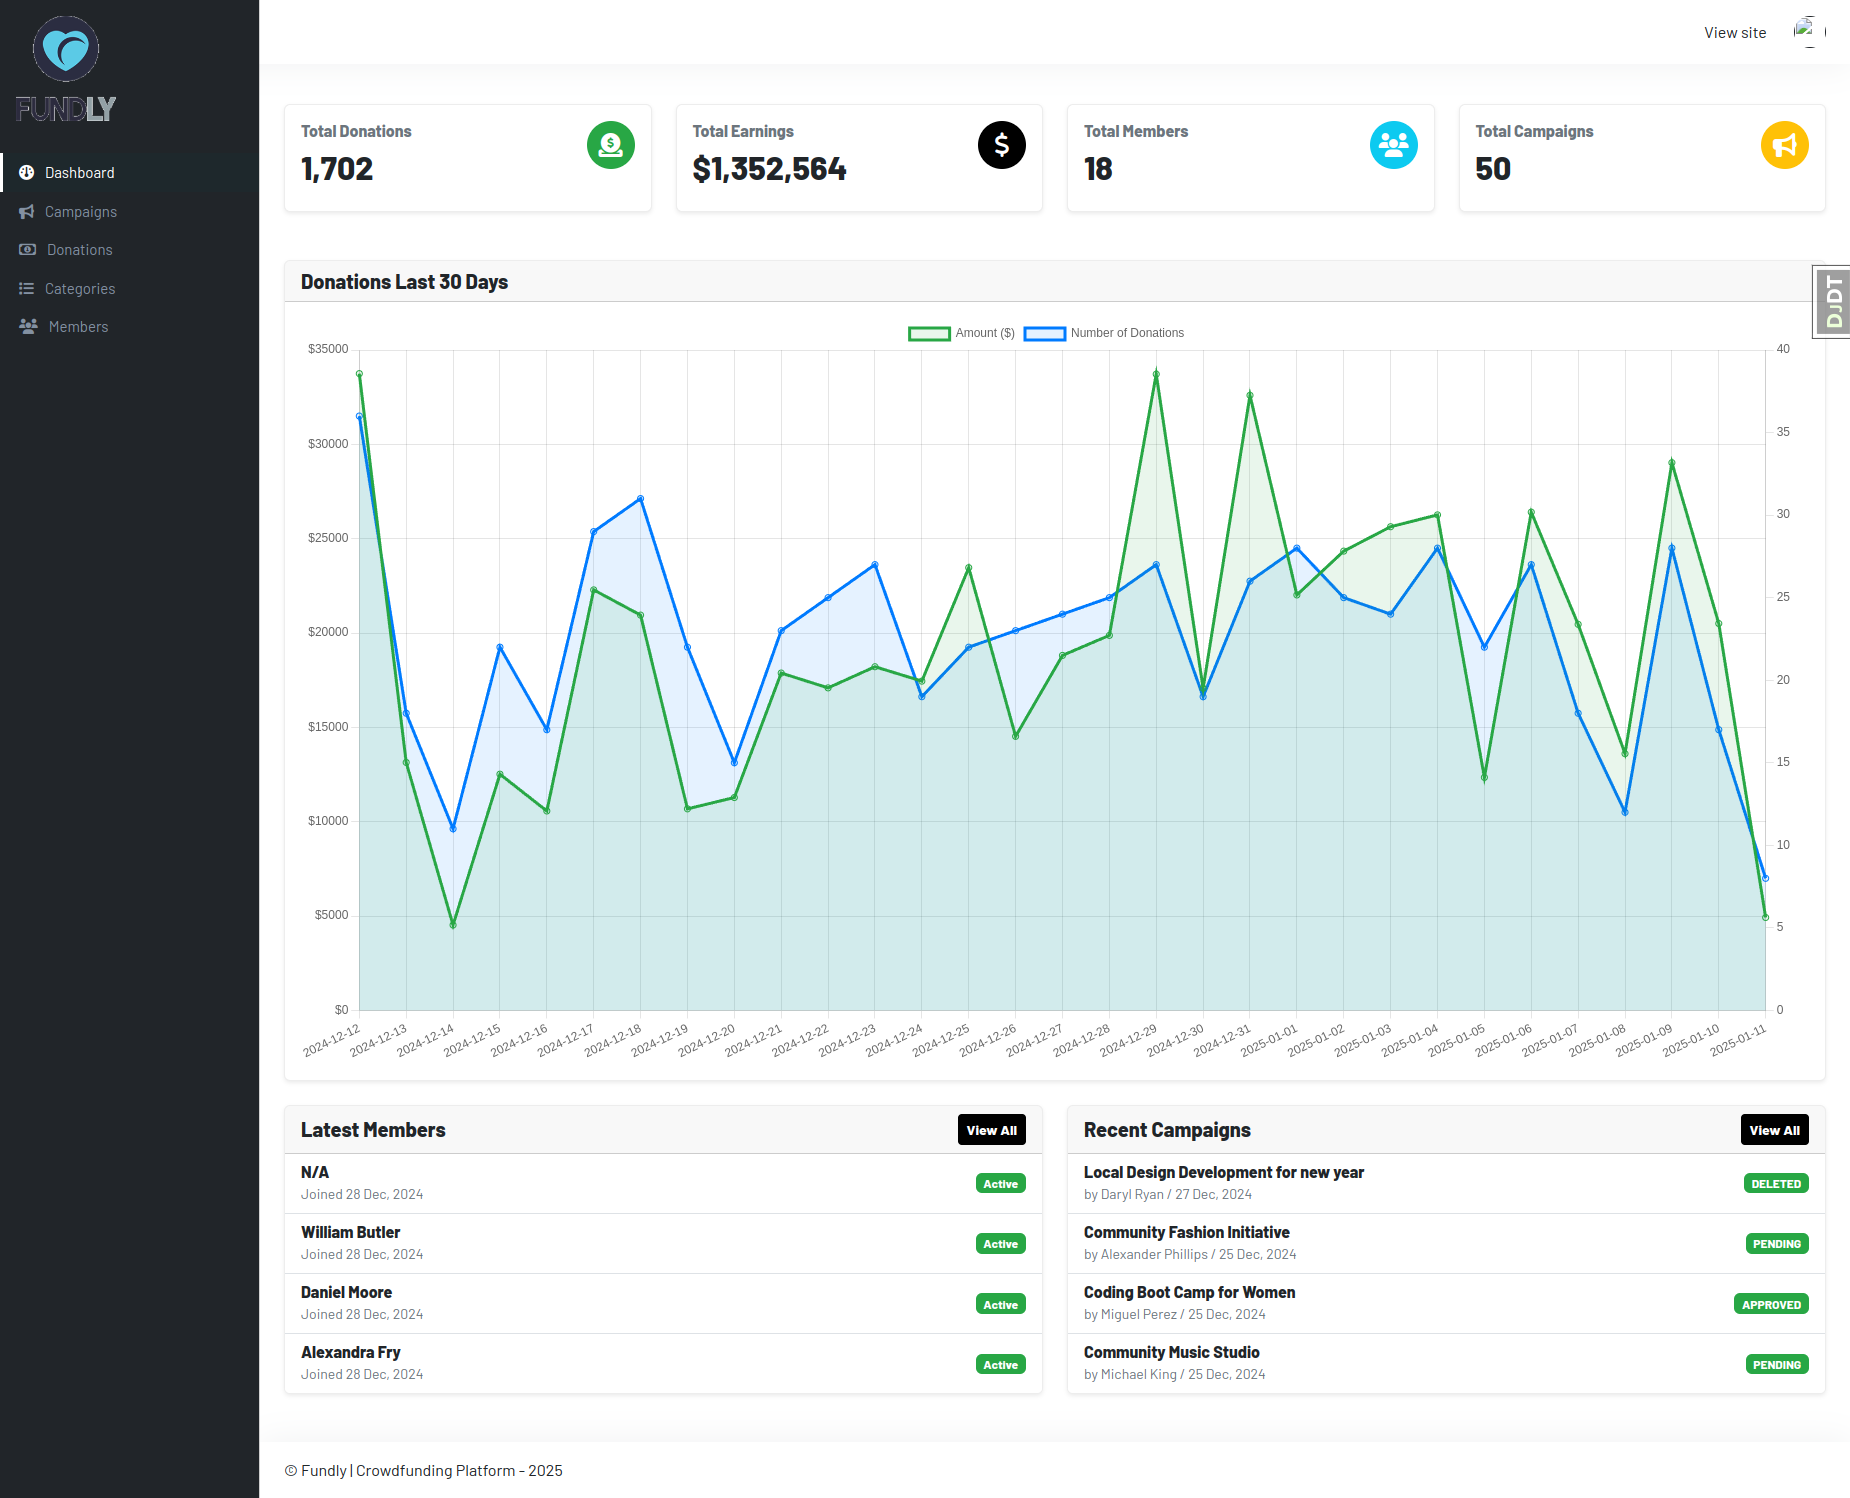 FUNDLY
Dashboard
Campaigns
Donations
Categories
Members
View site
Total Donations
1,702
Total Earnings
$1,352,564
Total Members
18
Total Campaigns
50
Donations Last 30 Days
DJDT
Amount ($)
Number of Donations
$35000
$30000
$25000
$20000
$15000
$10000
$5000
$0
40
35
30
25
20
15
10
5
0
2024-12-12
2024-12-13
2024-12-14
2024-12-15
2024-12-16
2024-12-17
2024-12-18
2024-12-19
2024-12-20
2024-12-21
2024-12-22
2024-12-23
2024-12-24
2024-12-25
2024-12-26
2024-12-27
2024-12-28
2024-12-29
2024-12-30
2024-12-31
2025-01-01
2025-01-02
2025-01-03
2025-01-04
2025-01-05
2025-01-06
2025-01-07
2025-01-08
2025-01-09
2025-01-10
2025-01-11
Latest Members
View All
N/A
Joined 28 Dec, 2024
Active
William Butler
Joined 28 Dec, 2024
Active
Daniel Moore
Joined 28 Dec, 2024
Active
Alexandra Fry
Joined 28 Dec, 2024
Active
Recent Campaigns
View All
Local Design Development for new year
by Daryl Ryan / 27 Dec, 2024
DELETED
Community Fashion Initiative
by Alexander Phillips / 25 Dec, 2024
PENDING
Coding Boot Camp for Women
by Miguel Perez / 25 Dec, 2024
APPROVED
Community Music Studio
by Michael King / 25 Dec, 2024
PENDING
© Fundly | Crowdfunding Platform - 2025